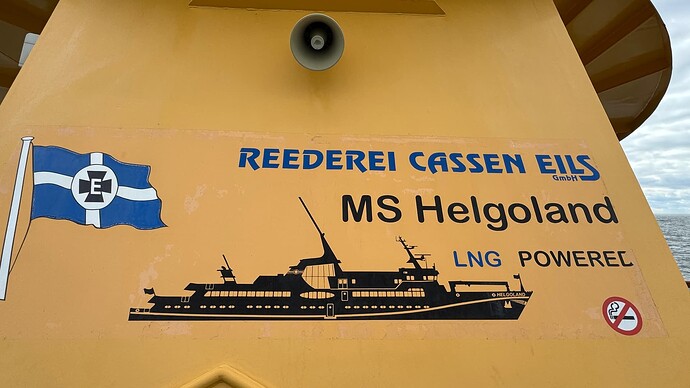 REEDEREI CASSEN EILS
GmbH
MS Helgoland
E
LNG POWERED
HELGOLAND